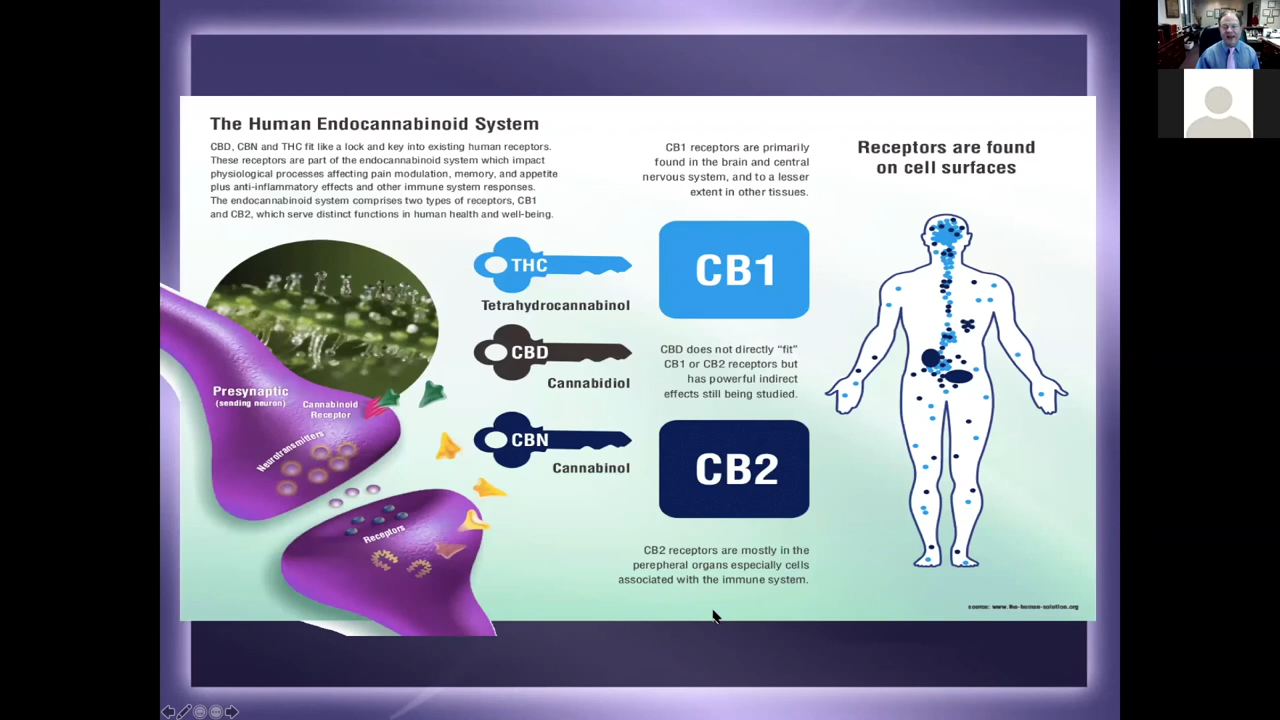 The Human Endocannabinoid System
CBD, CBN and THC fit like a lock and key into existing human receptors.
These receptors are part of the endocannabinoid system which impact
physiological processes affecting pain modulation, memory, and appetite
plus anti-inflammatory effects and other immune system responses.
The endocannabinoid system comprises two types of receptors, CB1
and CB2, which serve distinct functions in human health and well-being.
Presynaptic
(sending neuron)
Cannabinoid
Receptor
Neurotransmitters
Receptors
THC
Tetrahydrocannabinol
CBD
Cannabidiol
CBN
Cannabinol
CB1 receptors are primarily
found in the brain and central
nervous system, and to a lesser
extent in other tissues.
CB1
CBD does not directly “fit”
CB1 or CB2 receptors but
has powerful indirect
effects still being studied.
CB2
CB2 receptors are mostly in the
perepheral organs especially cells
associated with the immune system.
Receptors are found
on cell surfaces
source: www.the-human-solution.org